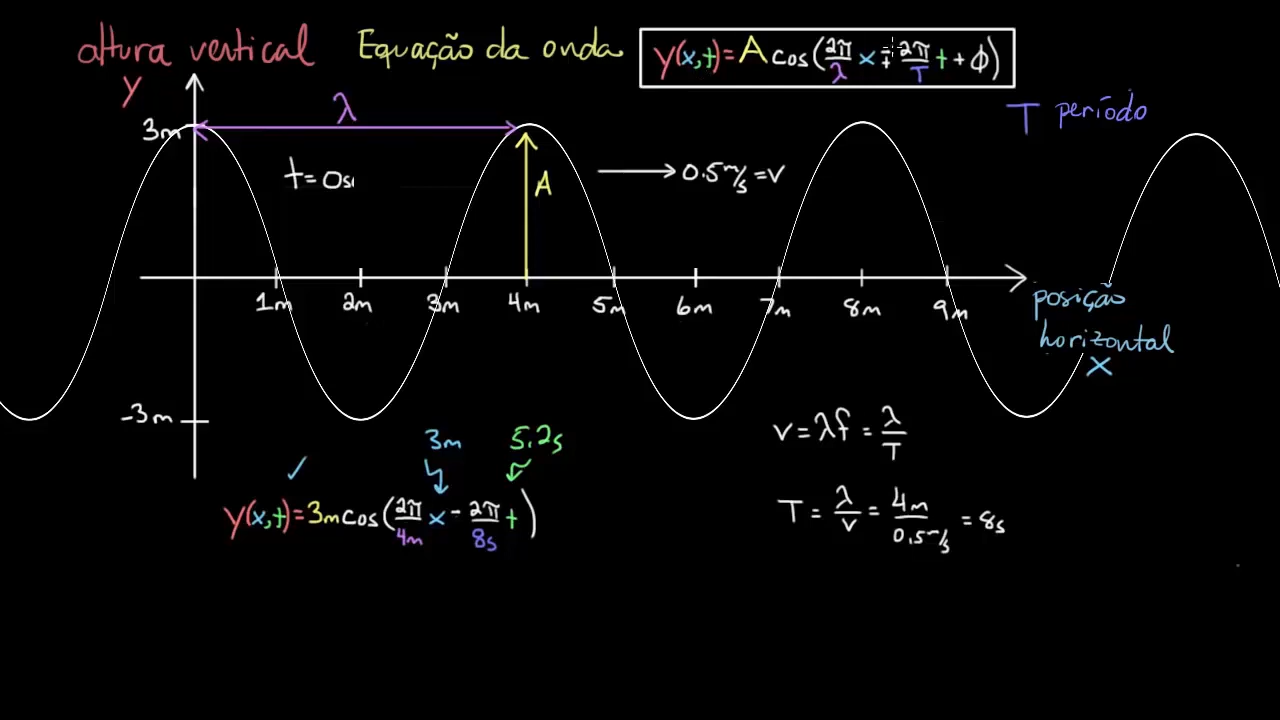 altura vertical
Equação da onda
y(x,t)=A cos(2π/λ x ∓ 2π/T t + ϕ)
y
λ
T período
3m
t=0s
A
0.5 m/s = v
1m 2m 3m 4m 5m 6m 7m 8m 9m
posição
horizontal
x
-3m
3m
5.2s
v = λf = λ/T
y(x,t)=3m cos(2π/4m x - 2π/8s t)
T = λ/v = 4m/0.5m/s = 8s